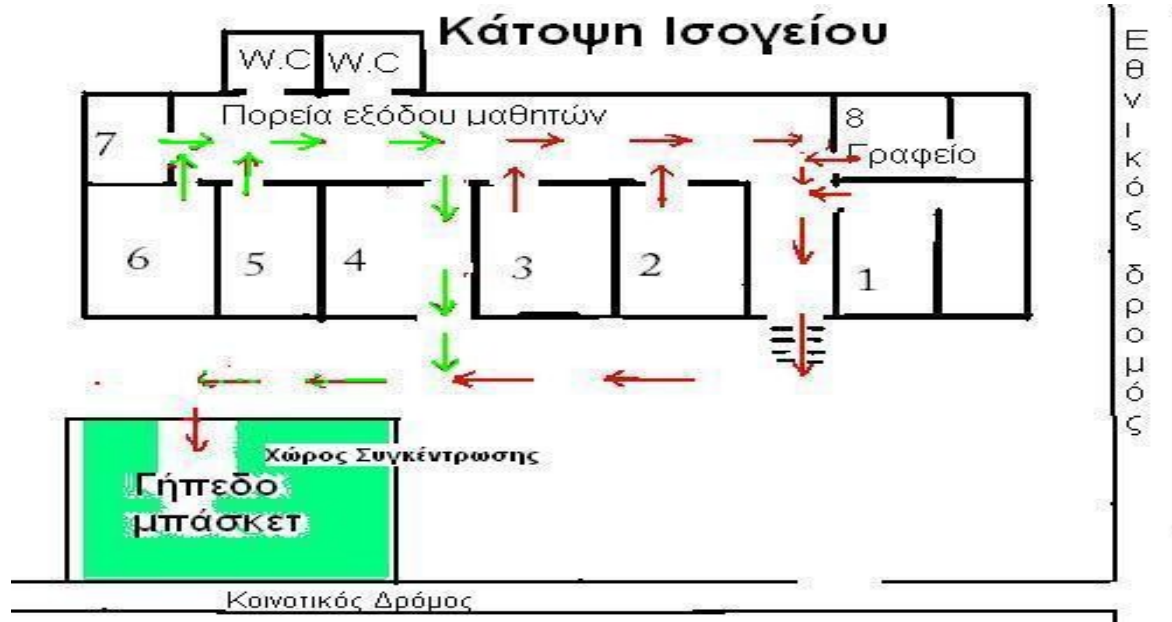 Κάτοψη Ισογείου
W.C W.C
Πορεία εξόδου μαθητών
7
8
Γραφείο
6
5
4
3
2
1
Χώρος Συγκέντρωσης
Γήπεδο
μπάσκετ
Κοινοτικός Δρόμος
Εθνικός δρομός